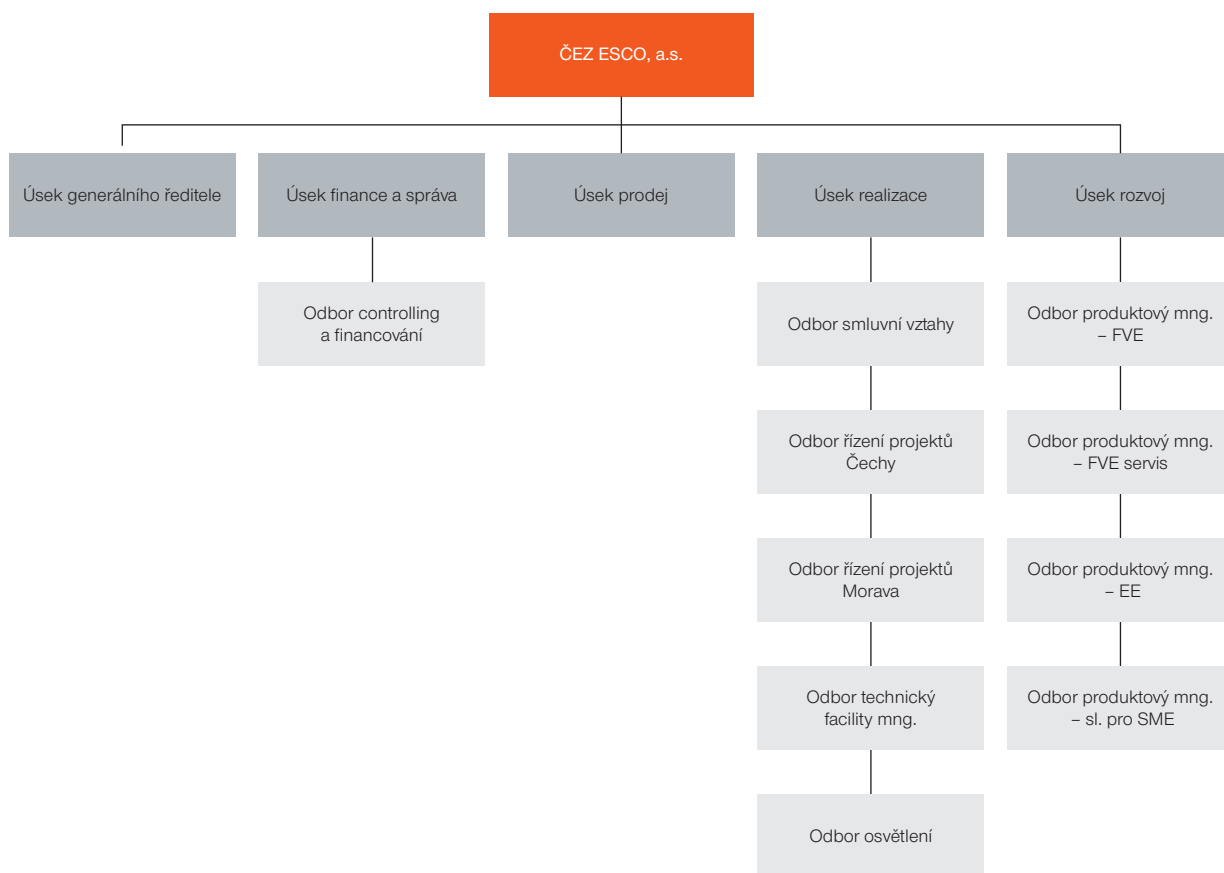 ČEZ ESCO, a.s.
Úsek generálního ředitele
Úsek finance a správa
Úsek prodej
Úsek realizace
Úsek rozvoj
Odbor controlling
a financování
Odbor smluvní vztahy
Odbor produktový mng.
– FVE
Odbor řízení projektů
Čechy
Odbor produktový mng.
– FVE servis
Odbor řízení projektů
Morava
Odbor produktový mng.
– EE
Odbor technický
facility mng.
Odbor produktový mng.
– sl. pro SME
Odbor osvětlení